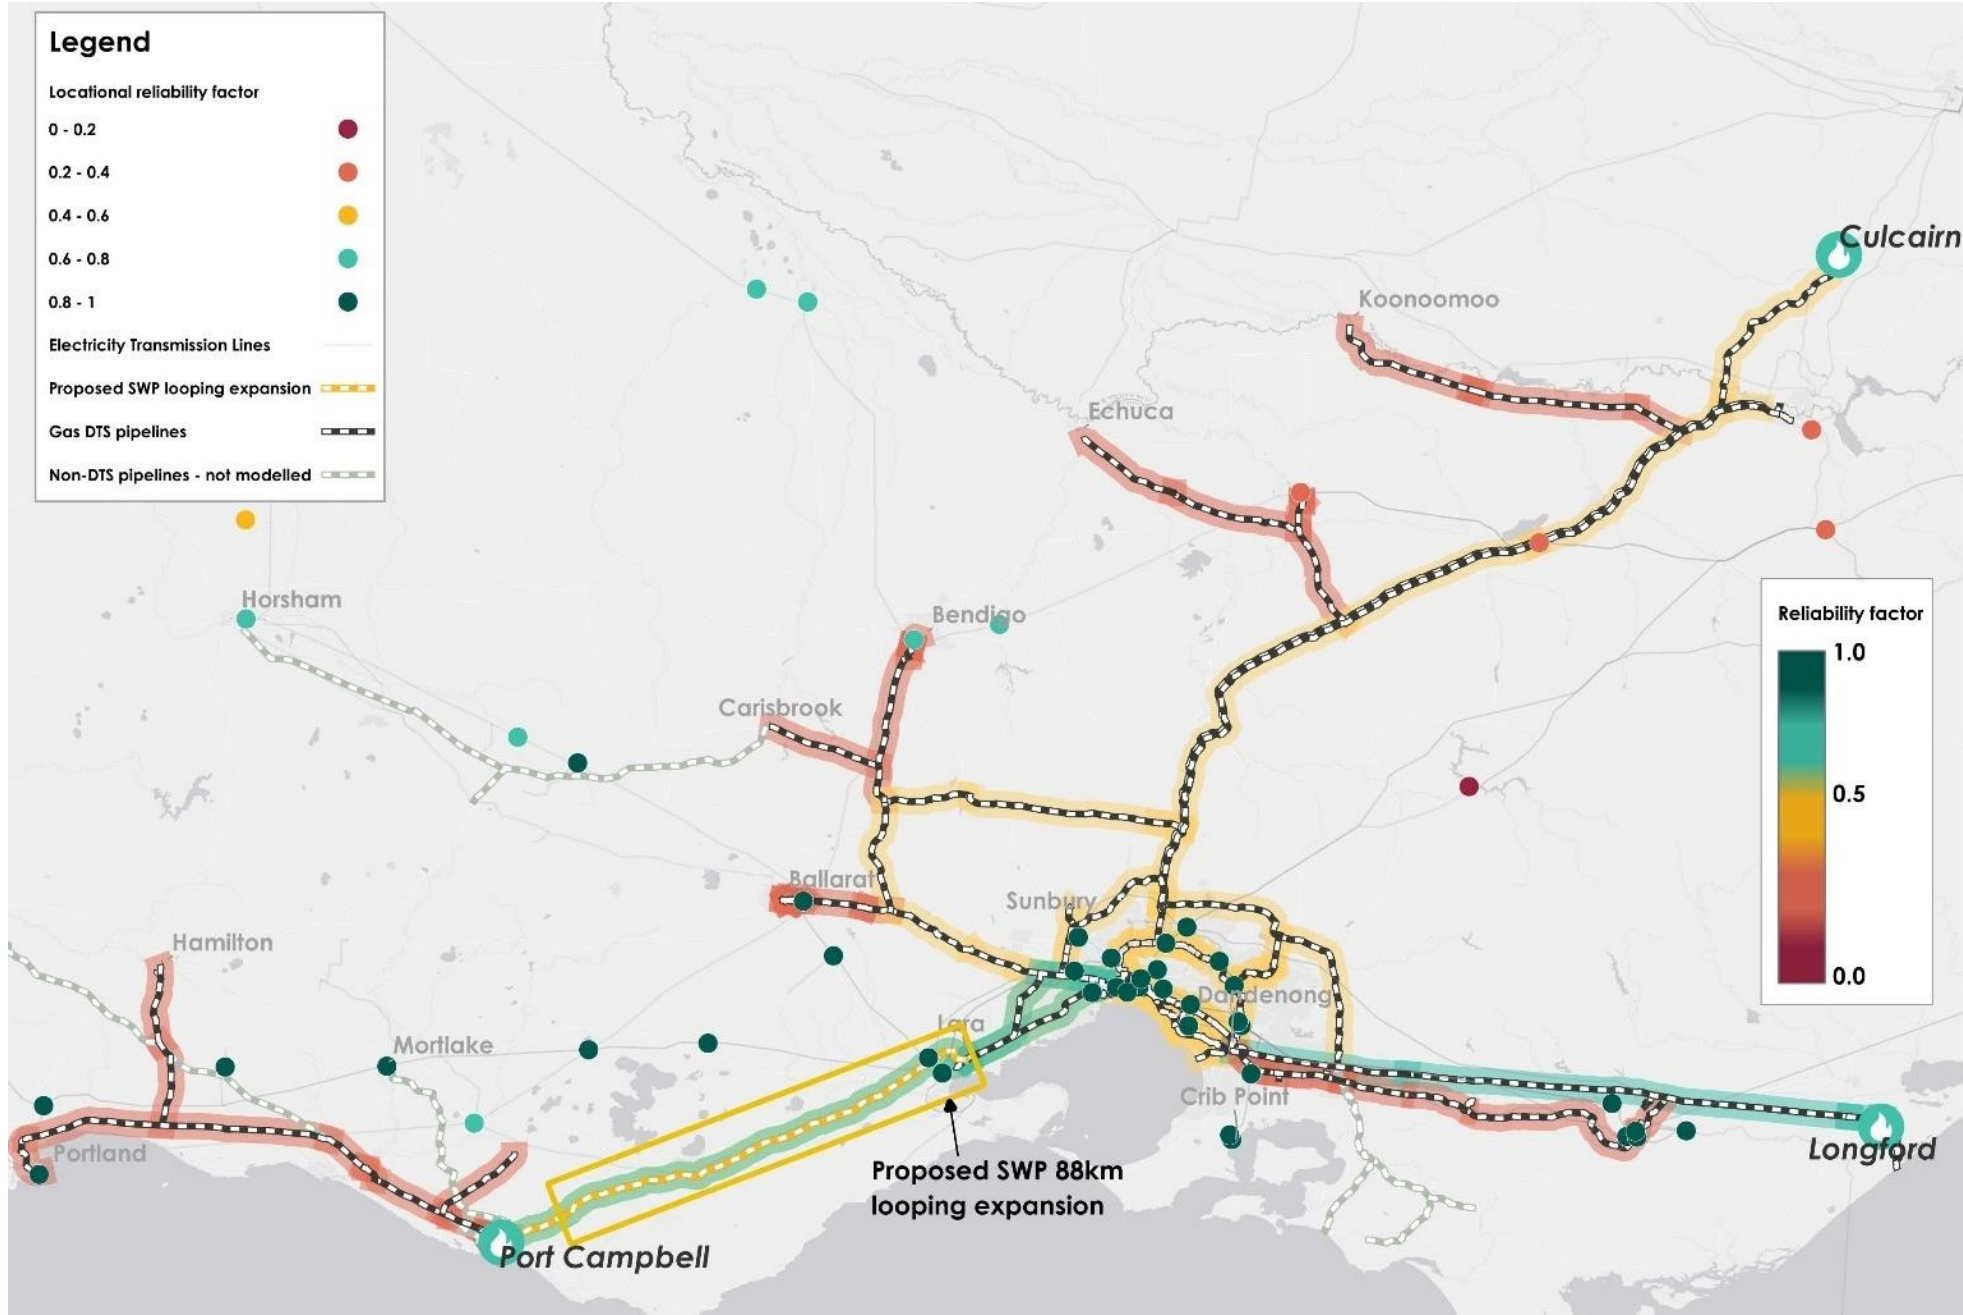 Legend
Locational reliability factor
0 - 0.2
0.2 - 0.4
0.4 - 0.6
0.6 - 0.8
0.8 - 1
Electricity Transmission Lines
Proposed SWP looping expansion
Gas DTS pipelines
Non-DTS pipelines - not modelled
Culcairn
Koonoomoo
Echuca
Horsham
Bendigo
Carisbrook
Reliability factor
1.0
0.5
0.0
Ballarat
Sunbury
Hamilton
Dandenong
Lara
Mortlake
Crib Point
Portland
Longford
Proposed SWP 88km
looping expansion
Port Campbell